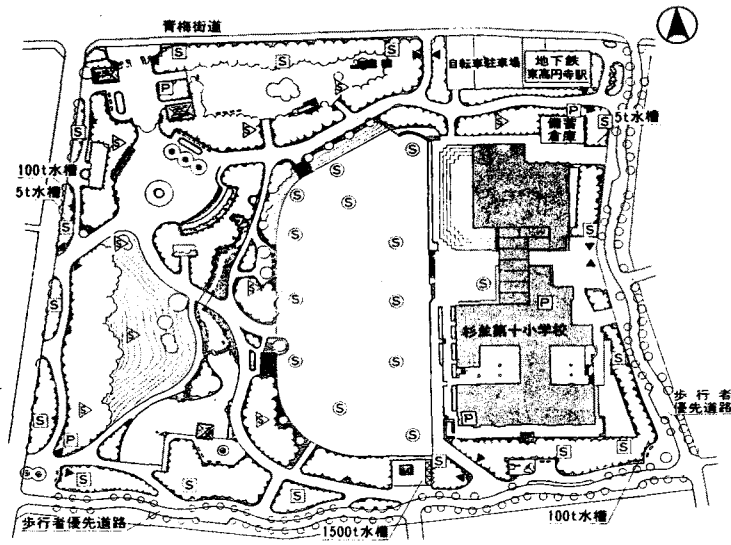 青梅街道
自転車駐車場
地下鉄
東高円寺駅
備蓄
倉庫
5t水槽
100t水槽
5t水槽
杉並第十小学校
歩行者
優先道路
歩行者優先道路
1500t水槽
100t水槽